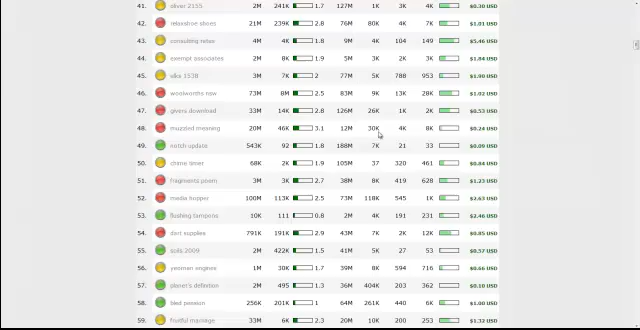 41. oliver 2155 2M 241K 1.7 127M 1K 3K 4K $0.30 USD
42. relaxshoe shoes 21M 239K 2.8 76M 80K 4K 7K $1.01 USD
43. consulting rates 4M 4K 1.8 9M 4K 104 149 $5.46 USD
44. exempt associates 2M 8K 1.9 5M 3K 2K 3K $1.84 USD
45. 1538 3M 7K 2 77M 5K 788 953 $1.90 USD
46. woolworths nsw 73M 8M 2.5 83M 9K 13K 28K $1.02 USD
47. givens download 33M 14K 2.8 126M 26K 1K 2K $0.53 USD
48. muzzled meaning 20M 46K 3.1 12M 30K 4K 8K $0.24 USD
49. notch update 543K 92 1.8 188M 7K 21 33 $0.09 USD
50. chime timer 68K 2K 1.9 105M 37 320 461 $0.84 USD
51. fragments poem 3M 3K 2.7 38M 8K 419 628 $1.23 USD
52. media hopper 100M 113K 2.5 73M 118K 545 1K $2.63 USD
53. flushing tampons 10K 111 0.8 2M 4K 191 231 $2.46 USD
54. dart supplies 791K 191K 2.9 43M 7K 2K 12K $0.85 USD
55. solis 2009 2M 422K 1.5 41M 5K 27 53 $0.57 USD
56. yeomen engines 1M 30K 1.7 39M 8K 594 716 $0.66 USD
57. planet's definition 2M 495 1.3 36M 404K 203 362 $0.10 USD
58. bled passion 256K 201K 1 64M 261K 440 6K $1.00 USD
59. fruitful marriage 33M 6K 2.3 20M 10K 200 253 $1.32 USD